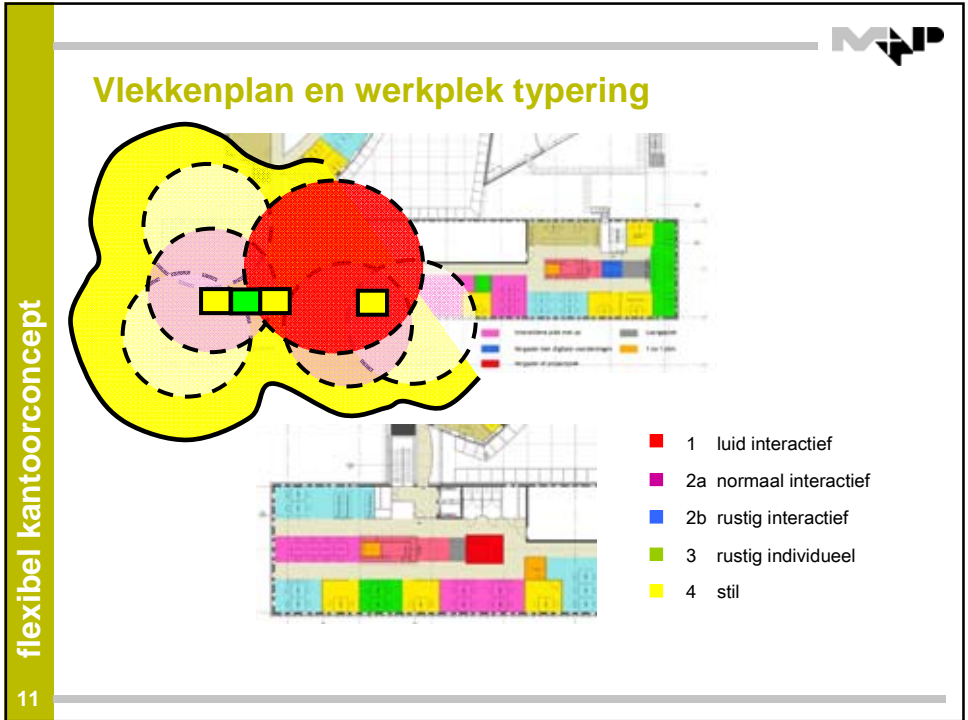 MNP
Vlekkenplan en werkplek typering
flexibel kantoorconcept
1 luid interactief
2a normaal interactief
2b rustig interactief
3 rustig individueel
4 stil
11